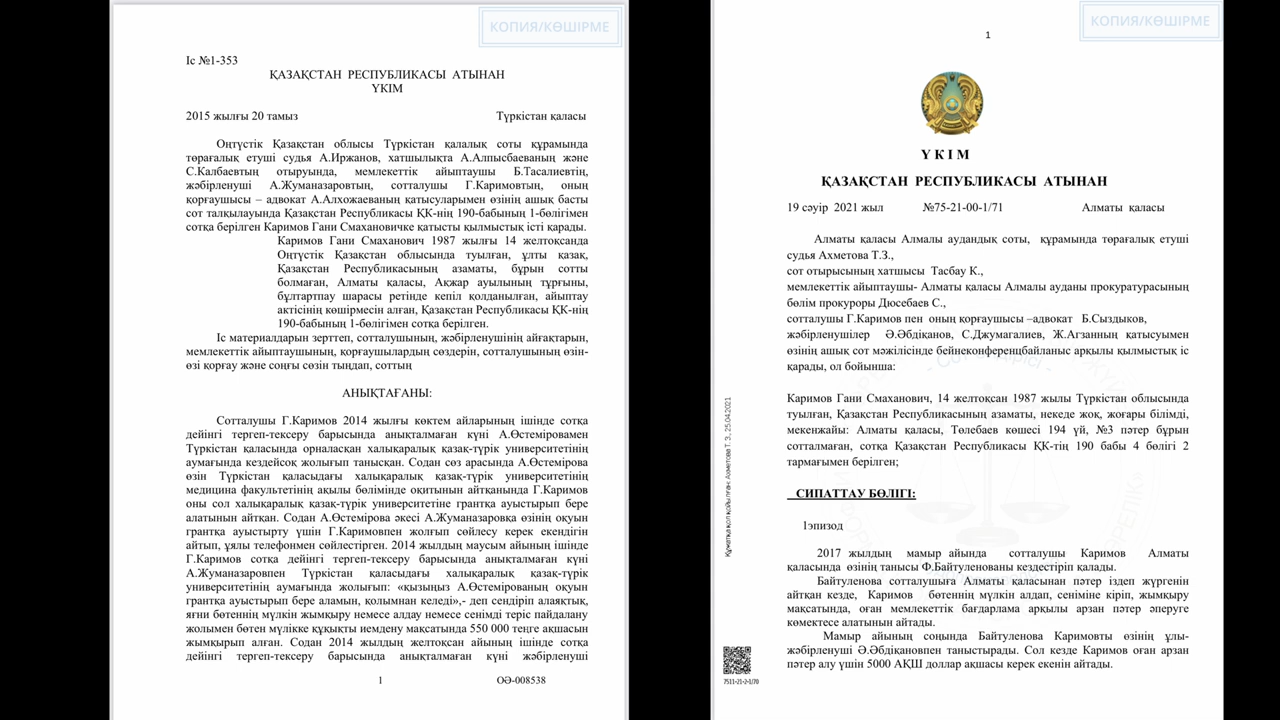 КОПИЯ/КӨШІРМЕ
Іс №1-353
ҚАЗАҚСТАН РЕСПУБЛИКАСЫ АТЫНАН
ҮКІМ
2015 жылғы 20 тамыз Түркістан қаласы
Оңтүстік Қазақстан облысы Түркістан қалалық соты құрамында
төрағалық етуші судья А.Иржанов, хатшылықта А.Алпысбаеваның және
С.Калбаевтың отыруында, мемлекеттік айыптаушы Б.Тасалиевтің,
жәбірленуші А.Жуманазаровтың, сотталушы Г.Каримовтың, оның
қорғаушысы – адвокат А.Алхожаеваның қатысуларымен өзінің ашық басты
сот талқылауында Қазақстан Республикасы ҚК-нің 190-бабының 1-бөлігімен
сотқа берілген Каримов Гани Смахановичке қатысты қылмыстық істі қарады.
Каримов Гани Смаханович 1987 жылғы 14 желтоқсанда
Оңтүстік Қазақстан облысында туылған, ұлты қазақ,
Қазақстан Республикасының азаматы, бұрын сотты
болмаған, Алматы қаласы, Ақжар ауылының тұрғыны,
бұлтартпау шарасы ретінде кепіл қолданылған, айыптау
актісінің көшірмесін алған, Қазақстан Республикасы ҚК-нің
190-бабының 1-бөлігімен сотқа берілген.
Іс материалдарын зерттеп, сотталушының, жәбірленушінің айғақтарын,
мемлекеттік айыптаушының, қорғаушылардың сөздерін, сотталушының өзін-
өзі қорғау және соңғы сөзін тыңдап, соттың
АНЫҚТАҒАНЫ:
Сотталушы Г.Каримов 2014 жылғы көктем айларының ішінде сотқа
дейінгі тергеп-тексеру барысында анықталмаған күні А.Өстеміровамен
Түркістан қаласында орналасқан халықаралық қазақ-түрік университетінің
аумағында кездейсоқ жолығып танысқан. Содан сөз арасында А.Өстемірова
өзін Түркістан қаласыдағы халықаралық қазақ-түрік университетінің
медицина факультетінің ақылы бөлімінде оқитынын айтқанында Г.Каримов
оны сол халықаралық қазақ-түрік университетіне грантқа ауыстырып бере
алатынын айтқан. Содан А.Өстемірова әкесі А.Жуманазаровқа өзінің оқуын
грантқа ауыстырту үшін Г.Каримовпен жолғып сөйлесу керек екендігін
айтып, ұялы телефонмен сөйлестірген. 2014 жылдың маусым айының ішінде
Г.Каримов сотқа дейінгі тергеп-тексеру барысында анықталмаған күні
А.Жуманазаровпен Түркістан қаласыдағы халықаралық қазақ-түрік
университетінің аумағында жолығып: «қызыңыз А.Өстемірованың оқуын
грантқа ауыстырып бере аламын, қолымнан келеді»,- деп сендіріп алаяқтық,
яғни бөтеннің мүлкін жымқыру немесе алдау немесе сенімді теріс пайдалану
жолымен бөтен мүлікке құқықты иемдену мақсатында 550 000 теңге ақшасын
жымқырып алған. Содан 2014 жылдың желтоқсан айының ішінде сотқа
дейінгі тергеп-тексеру барысында анықталмаған күні жәбірленуші
1 ОӘ-008538
КОПИЯ/КӨШІРМЕ
1
ҮКІМ
ҚАЗАҚСТАН РЕСПУБЛИКАСЫ АТЫНАН
19 сәуір 2021 жыл №75-21-00-1/71 Алматы қаласы
Алматы қаласы Алмалы аудандық соты, құрамында төрағалық етуші
судья Ахметова Т.З.,
сот отырысының хатшысы Тасбау К.,
мемлекеттік айыптаушы- Алматы қаласы Алмалы ауданы прокуратурасының
бөлім прокуроры Дюсебаев С.,
сотталушы Г.Каримов пен оның қорғаушысы –адвокат Б.Сыздыков,
жәбірленушілер Ә.Әбдіқанов, С.Джумагалиев, Ж.Агзанның қатысуымен
өзінің ашық сот мәжілісінде бейнеконференцбайланыс арқылы қылмыстық іс
қарады, ол бойынша:
Каримов Гани Смаханович, 14 желтоқсан 1987 жылы Түркістан облысында
туылған, Қазақстан Республикасының азаматы, некеде жоқ, жоғары білімді,
мекенжайы: Алматы қаласы, Төлебаев көшесі 194 үй, №3 пәтер бұрын
сотталмаған, сотқа Қазақстан Республикасы ҚК-тің 190 бабы 4 бөлігі 2
тармағымен берілген;
СИПАТТАУ БӨЛІГІ:
1эпизод
2017 жылдың мамыр айында сотталушы Каримов Алматы
қаласында өзінің танысы Ф.Байтуленованы кездестіріп қалады.
Байтуленова сотталушыға Алматы қаласынан пәтер іздеп жүргенін
айтқан кезде, Каримов бөтеннің мүлкін алдап, сеніміне кіріп, жымқыру
мақсатында, оған мемлекеттік бағдарлама арқылы арзан пәтер әперуге
көмектесе алатынын айтады.
Мамыр айының соңында Байтуленова Каримовты өзінің ұлы-
жәбірленуші Ә.Әбдіқановпен таныстырады. Сол кезде Каримов оған арзан
пәтер алу үшін 5000 АҚШ доллар ақшасы керек екенін айтады.
Құжатқа қол қойылған: Ахметова Т. З., 25.04.2021
7511-21-2-1/70